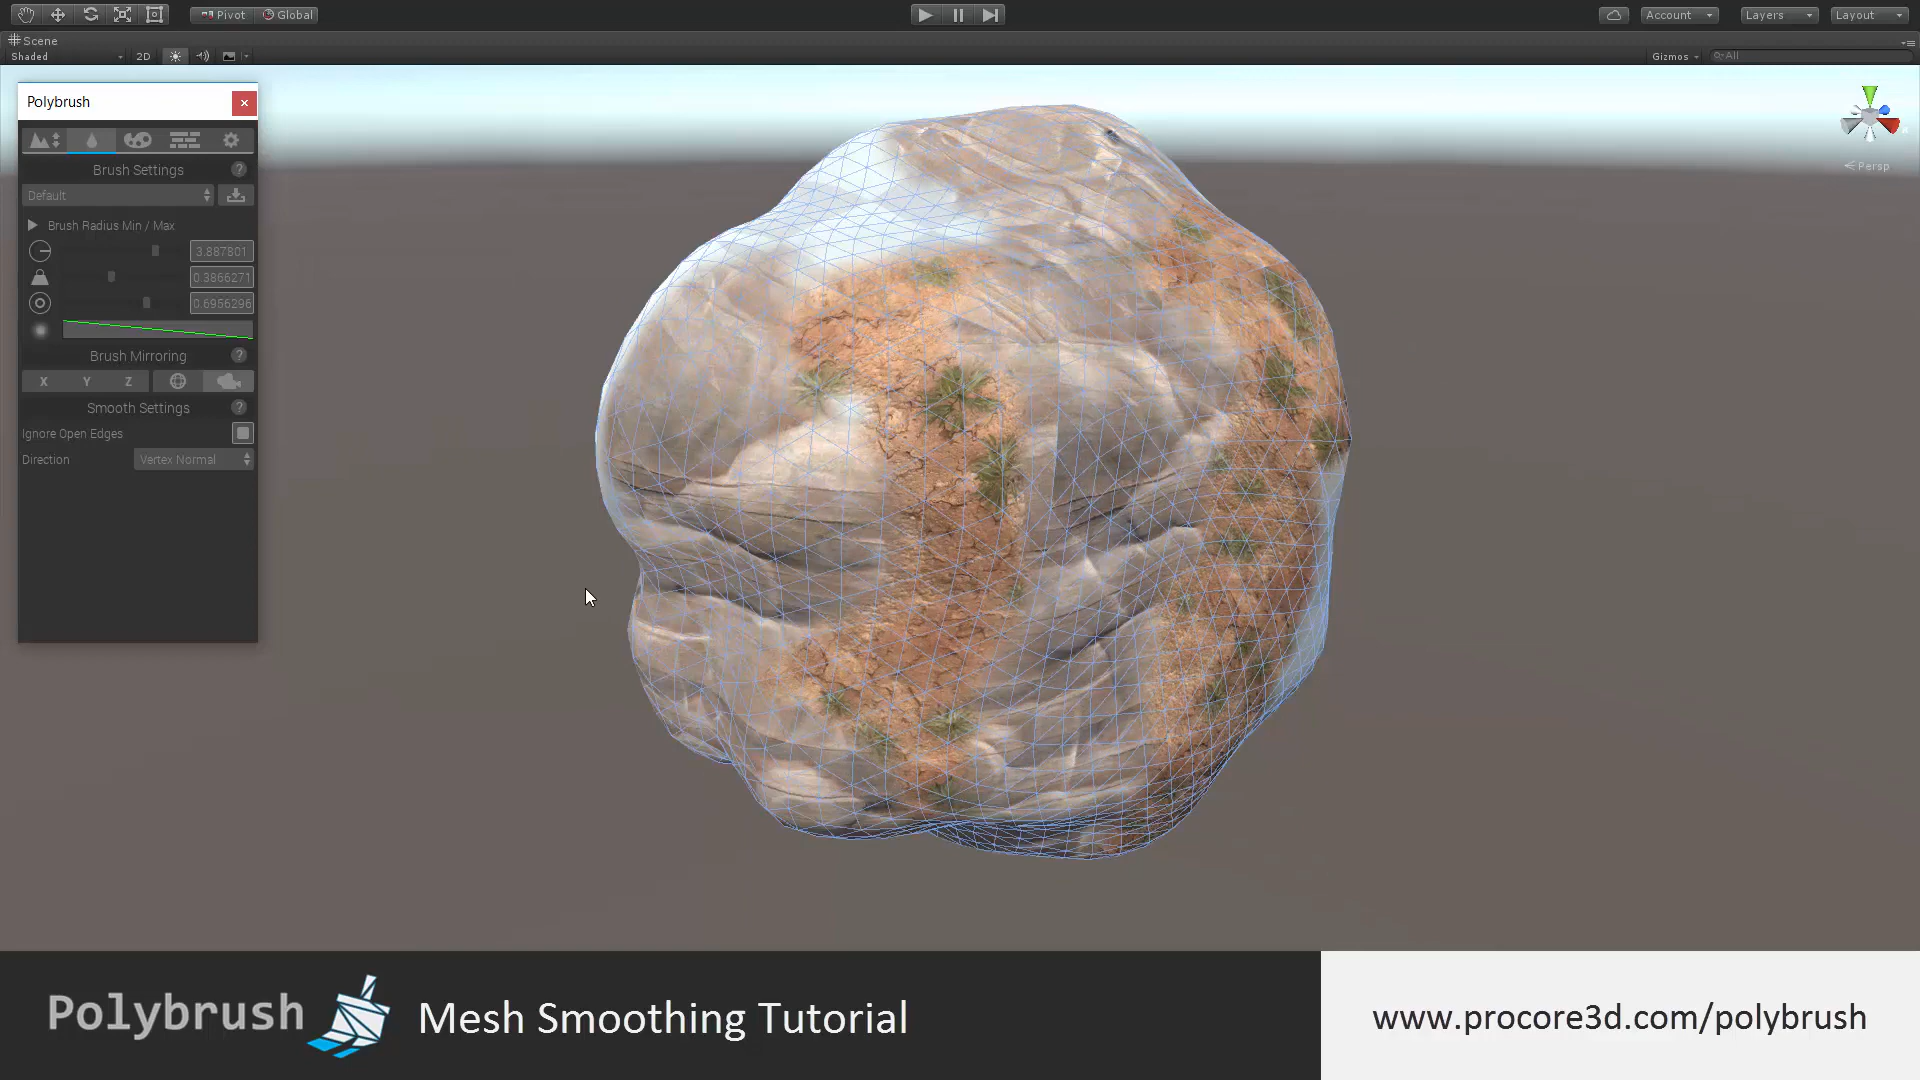 Pivot Global Account Layers Layout
Scene
Shaded 2D Gizmos All
Polybrush
Persp
Brush Settings ?
Default
Brush Radius Min / Max
3.887801
0.3866271
0.6956296
Brush Mirroring ?
X Y Z
Smooth Settings ?
Ignore Open Edges
Direction Vertex Normal
Polybrush Mesh Smoothing Tutorial www.procore3d.com/polybrush